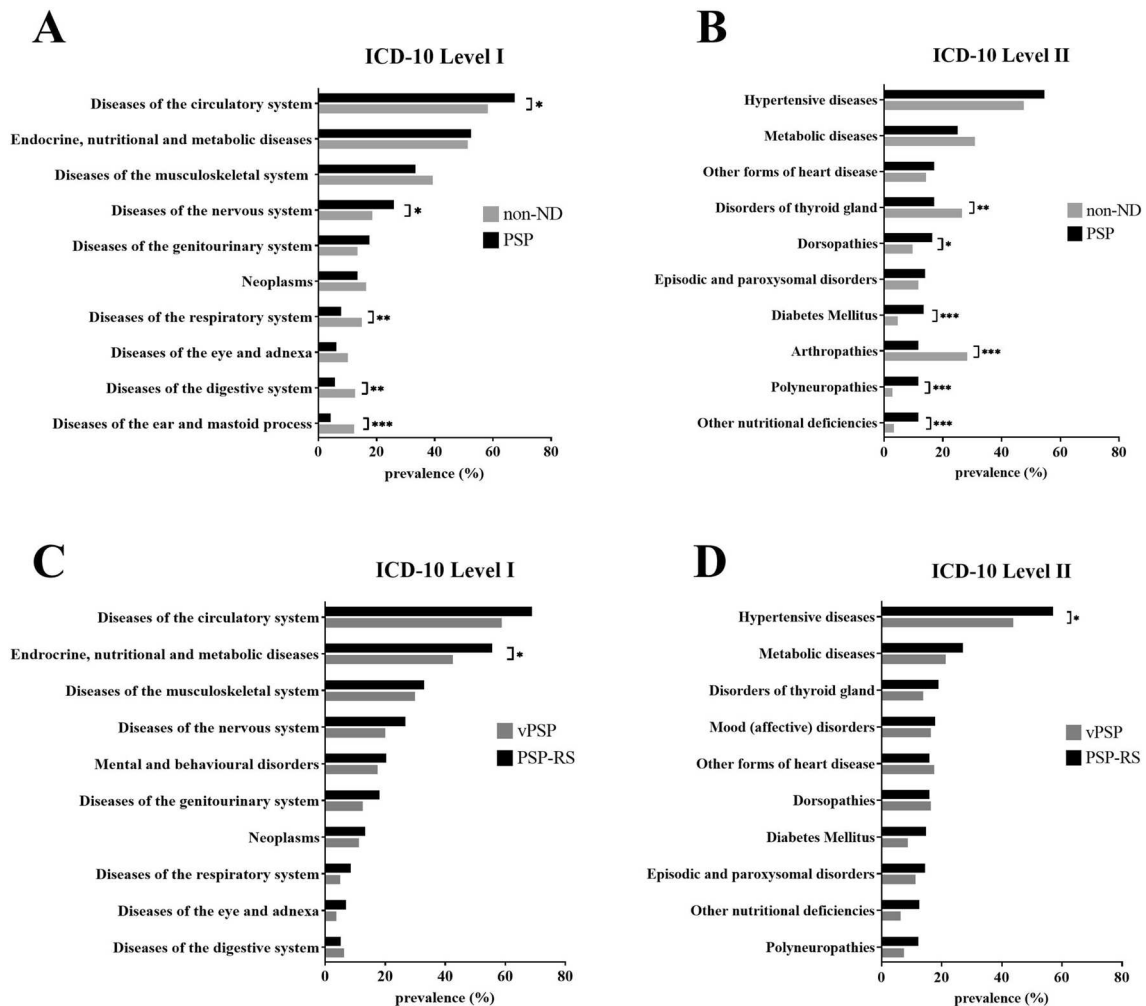 A
ICD-10 Level I
Diseases of the circulatory system
*
Endocrine, nutritional and metabolic diseases
Diseases of the musculoskeletal system
Diseases of the nervous system
*
Diseases of the genitourinary system
Neoplasms
Diseases of the respiratory system
**
Diseases of the eye and adnexa
Diseases of the digestive system
**
Diseases of the ear and mastoid process
***
non-ND
PSP
0 20 40 60 80
prevalence (%)
B
ICD-10 Level II
Hypertensive diseases
Metabolic diseases
Other forms of heart disease
Disorders of thyroid gland
**
Dorsopathies
*
Episodic and paroxysmal disorders
Diabetes Mellitus
***
Arthropathies
***
Polyneuropathies
***
Other nutritional deficiencies
***
non-ND
PSP
0 20 40 60 80
prevalence (%)
C
ICD-10 Level I
Diseases of the circulatory system
Endrocrine, nutritional and metabolic diseases
*
Diseases of the musculoskeletal system
Diseases of the nervous system
Mental and behavioural disorders
Diseases of the genitourinary system
Neoplasms
Diseases of the respiratory system
Diseases of the eye and adnexa
Diseases of the digestive system
vPSP
PSP-RS
0 20 40 60 80
prevalence (%)
D
ICD-10 Level II
Hypertensive diseases
*
Metabolic diseases
Disorders of thyroid gland
Mood (affective) disorders
Other forms of heart disease
Dorsopathies
Diabetes Mellitus
Episodic and paroxysmal disorders
Other nutritional deficiencies
Polyneuropathies
vPSP
PSP-RS
0 20 40 60 80
prevalence (%)